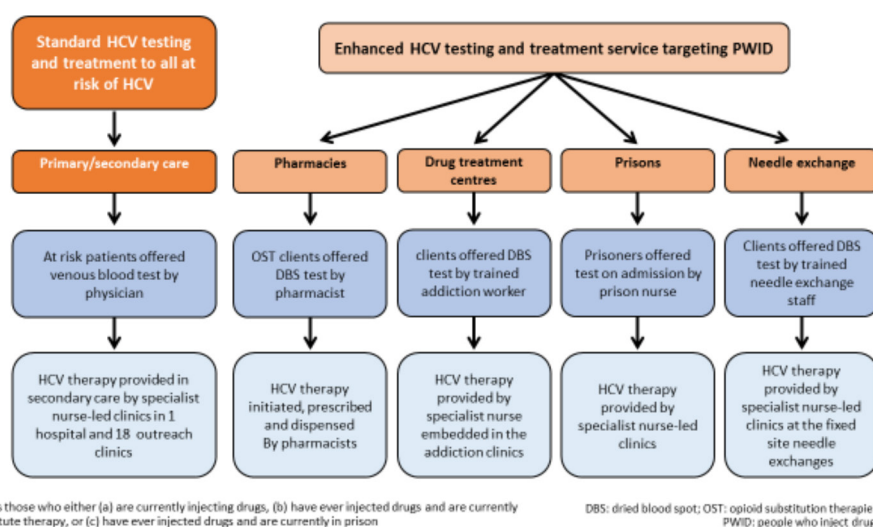 Standard HCV testing
and treatment to all at
risk of HCV
Enhanced HCV testing and treatment service targeting PWID
Primary/secondary care
Pharmacies
Drug treatment
centres
Prisons
Needle exchange
At risk patients offered
venous blood test by
physician
OST clients offered
DBS test by
pharmacist
clients offered DBS
test by trained
addiction worker
Prisoners offered
test on admission by
prison nurse
Clients offered DBS
test by trained
needle exchange
staff
HCV therapy provided in
secondary care by specialist
nurse-led clinics in 1
hospital and 18 outreach
clinics
HCV therapy
initiated, prescribed
and dispensed
By pharmacists
HCV therapy
provided by
specialist nurse
embedded in the
addiction clinics
HCV therapy
provided by
specialist nurse-led
clinics
HCV therapy
provided by
specialist nurse-led
clinics at the fixed
site needle
exchanges
those who either (a) are currently injecting drugs, (b) have ever injected drugs and are currently
therapy, or (c) have ever injected drugs and are currently in prison
DBS: dried blood spot; OST: opioid substitution
PWID: people who inject